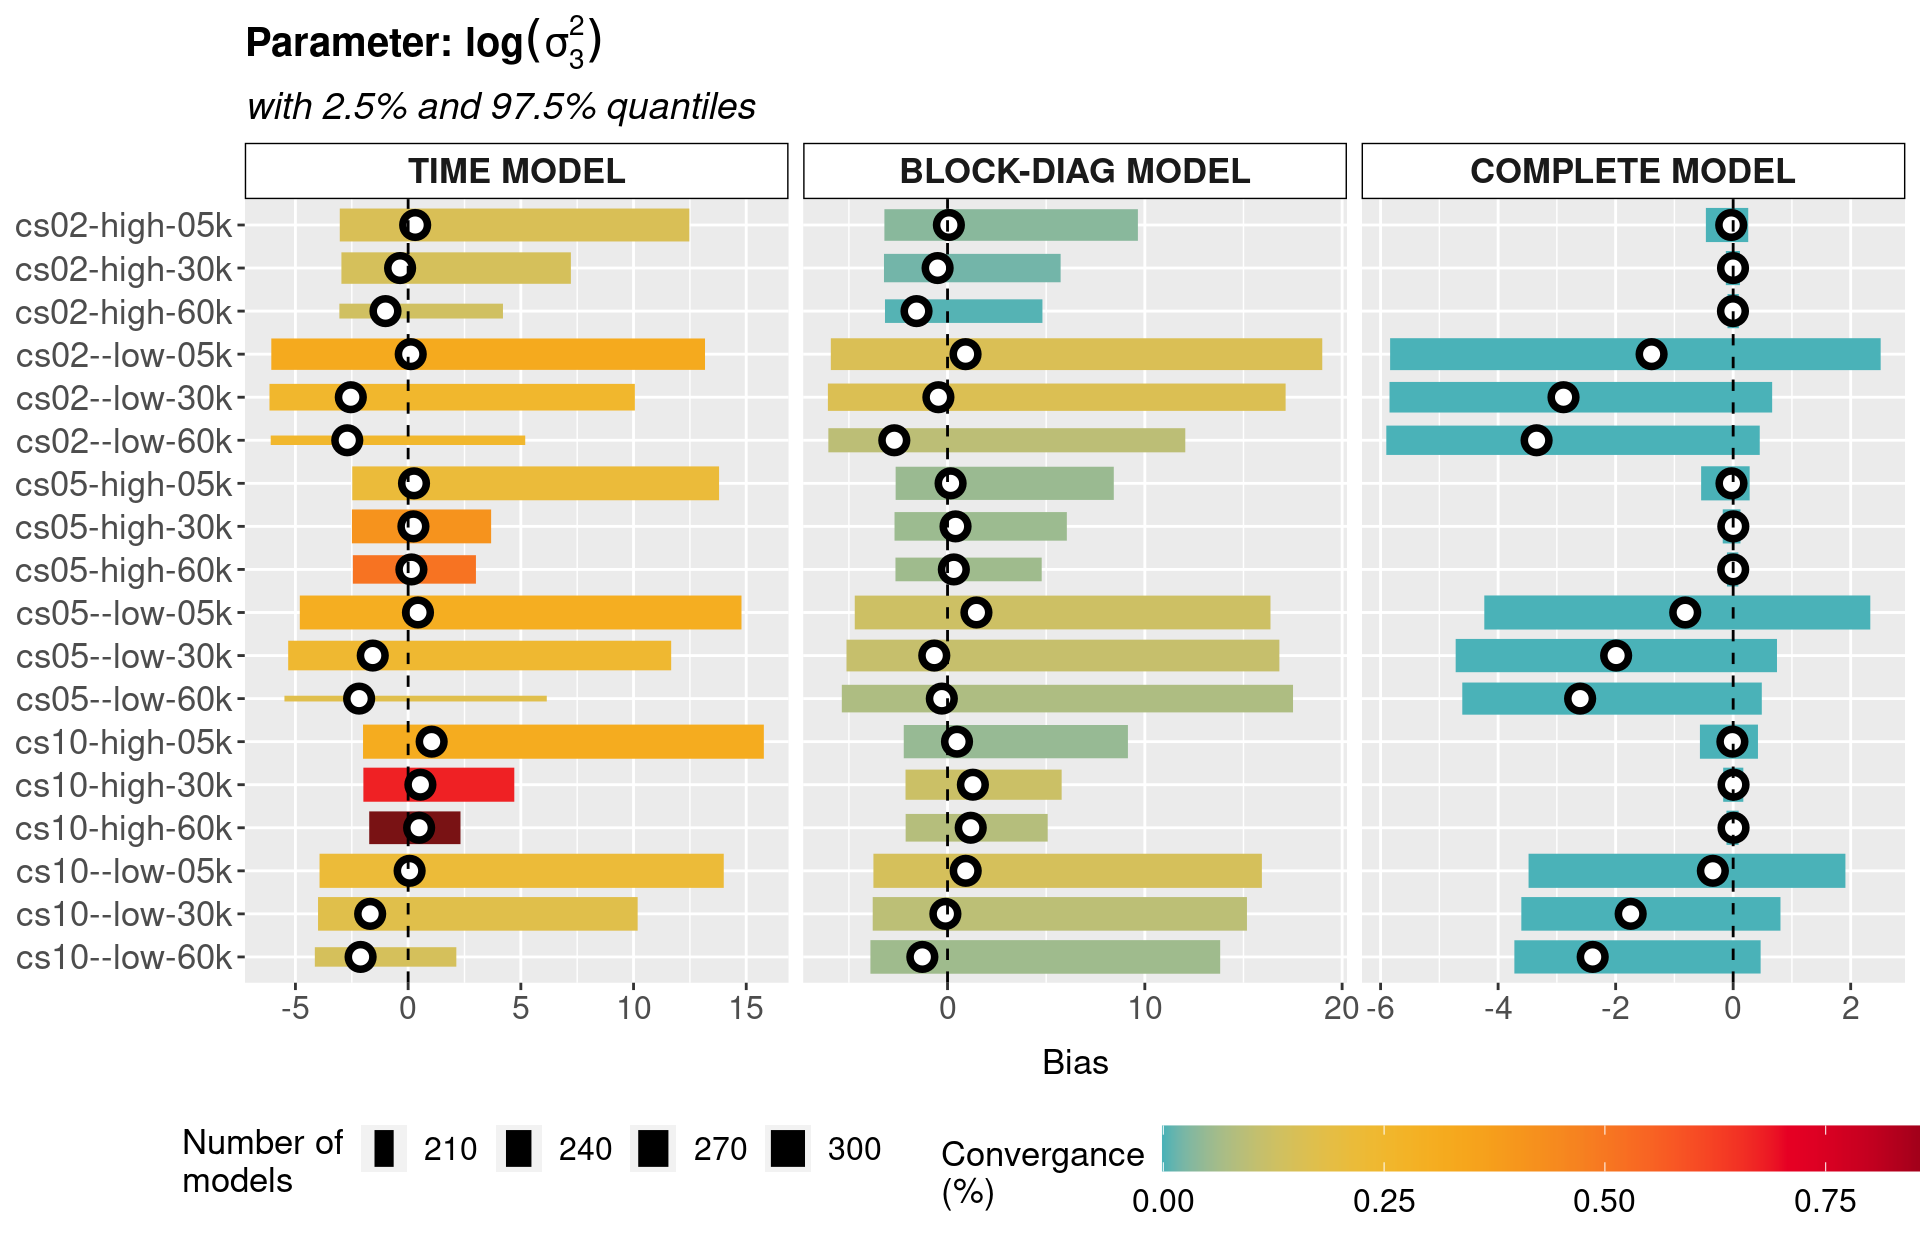 Parameter: log(σ₃²)
with 2.5% and 97.5% quantiles
TIME MODEL
BLOCK-DIAG MODEL
COMPLETE MODEL
cs02-high-05k
cs02-high-30k
cs02-high-60k
cs02--low-05k
cs02--low-30k
cs02--low-60k
cs05-high-05k
cs05-high-30k
cs05-high-60k
cs05--low-05k
cs05--low-30k
cs05--low-60k
cs10-high-05k
cs10-high-30k
cs10-high-60k
cs10--low-05k
cs10--low-30k
cs10--low-60k
-5 0 5 10 15
0 10 20
-6 -4 -2 0 2
Bias
Number of
models
210 240 270 300
Convergance
(%)
0.00 0.25 0.50 0.75